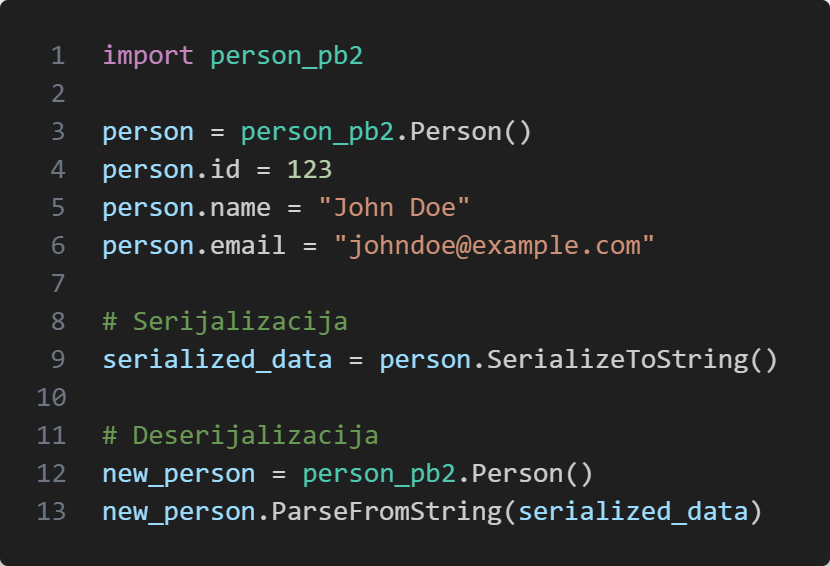 1 import person_pb2
2
3 person = person_pb2.Person()
4 person.id = 123
5 person.name = "John Doe"
6 person.email = "johndoe@example.com"
7
8 # Serijalizacija
9 serialized_data = person.SerializeToString()
10
11 # Deserijalizacija
12 new_person = person_pb2.Person()
13 new_person.ParseFromString(serialized_data)